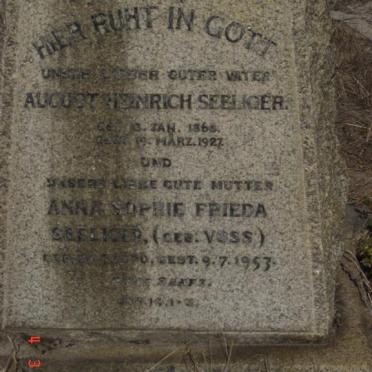 HIER RUHT IN GOTT
UNSER LIEBER GUTER VATER
AUGUST HEINRICH SEELIGER.
GEB. 13. JAN. 1868.
GEST. 19. MÄRZ. 1927.
UND
UNSERE LIEBE GUTE MUTTER
ANNA SOPHIE FRIEDA
SEELIGER, (GEB. VOSS)
GEST. 9.7.1953.